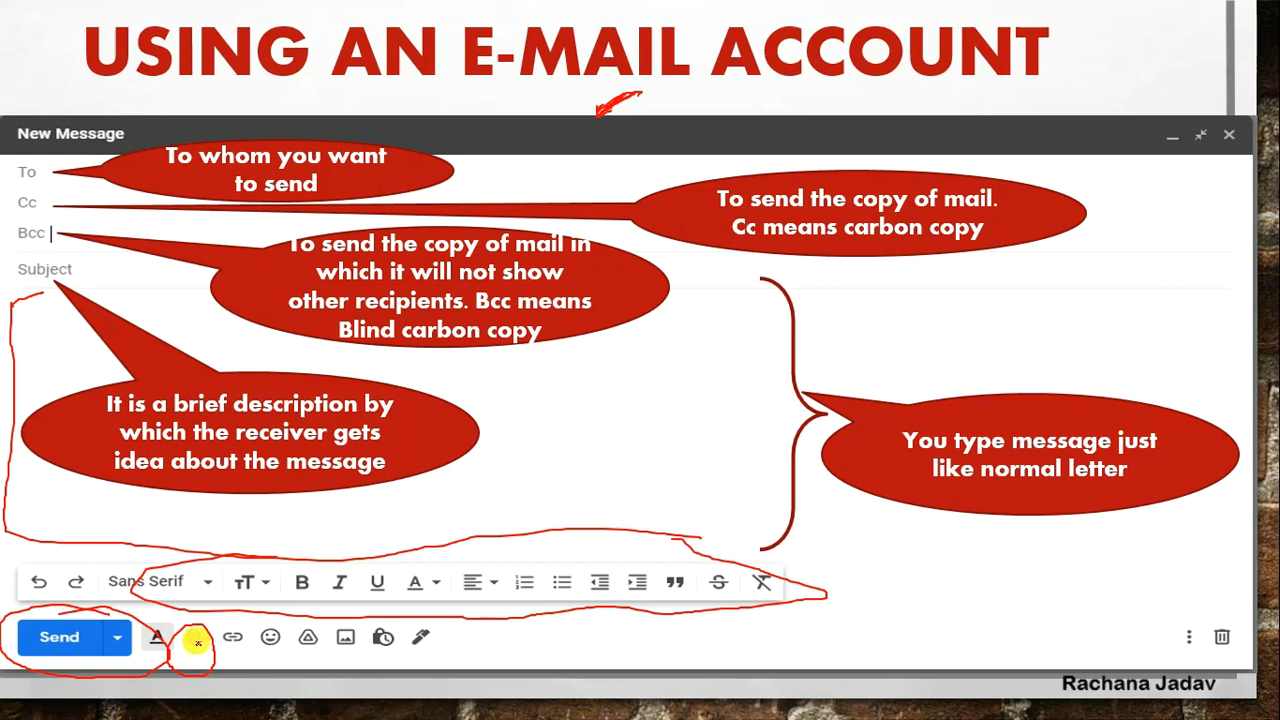 USING AN E-MAIL ACCOUNT
New Message
To
To whom you want
to send
Cc
To send the copy of mail.
Cc means carbon copy
Bcc
To send the copy of mail in
which it will not show
other recipients. Bcc means
Blind carbon copy
Subject
It is a brief description by
which the receiver gets
idea about the message
You type message just
like normal letter
Sans Serif
Send
Rachana Jadav